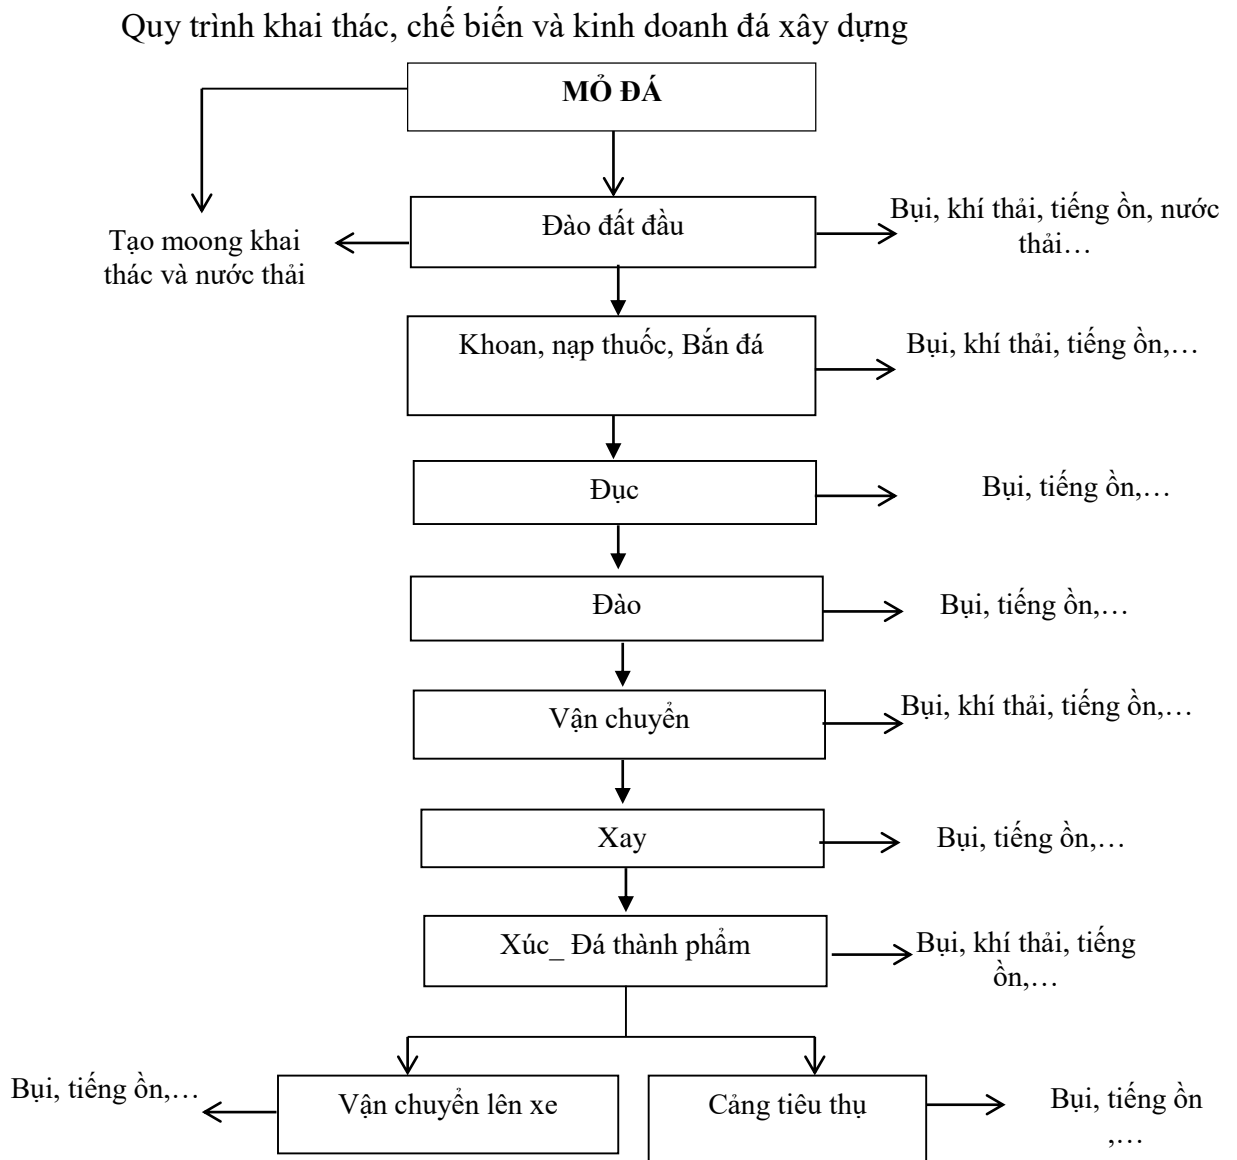 Quy trình khai thác, chế biến và kinh doanh đá xây dựng
MỎ ĐÁ
Đào đất đầu
Bụi, khí thải, tiếng ồn, nước
thải…
Tạo moong khai
thác và nước thải
Khoan, nạp thuốc, Bắn đá
Bụi, khí thải, tiếng ồn,…
Đục
Bụi, tiếng ồn,…
Đào
Bụi, tiếng ồn,…
Vận chuyển
Bụi, khí thải, tiếng ồn,…
Xay
Bụi, tiếng ồn,…
Xúc_ Đá thành phẩm
Bụi, khí thải, tiếng
ồn,…
Bụi, tiếng ồn,…
Vận chuyển lên xe
Cảng tiêu thụ
Bụi, tiếng ồn
,…